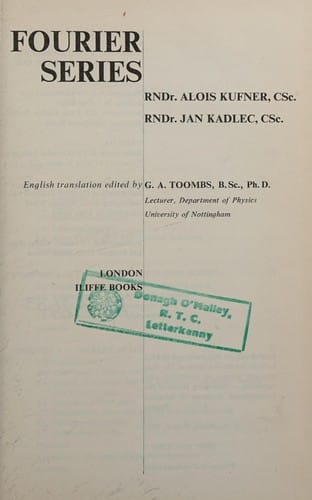 FOURIER
SERIES
RNDr. ALOIS KUFNER, CSc.
RNDr. JAN KADLEC, CSc.
English translation edited by G. A. TOOMBS, B. Sc., Ph. D.
Lecturer, Department of Physics
University of Nottingham
LONDON
ILIFFE BOOKS
Donagh O'Malley,
R. T. C.
Letterkenny